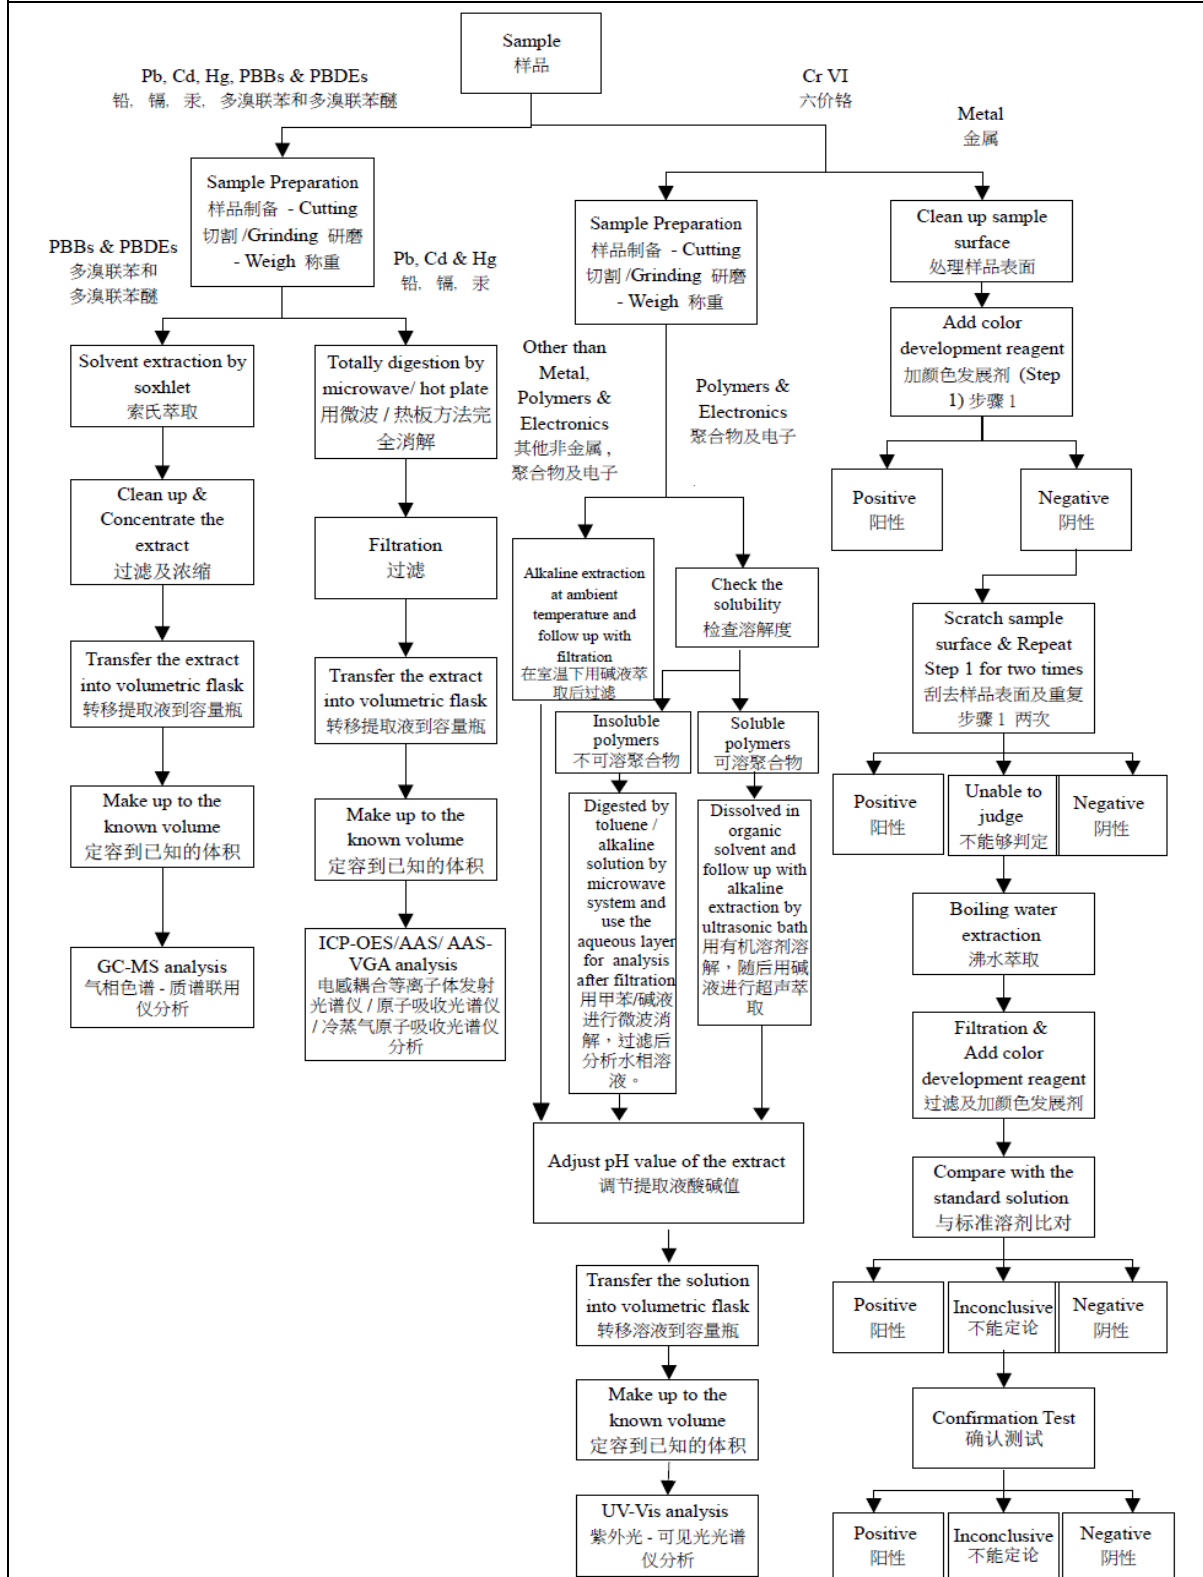 Sample
样品
Pb, Cd, Hg, PBBs & PBDEs
铅, 镉, 汞, 多溴联苯和多溴联苯醚
Cr VI
六价铬
Metal
金属
Sample Preparation
样品制备 - Cutting
切割 /Grinding 研磨
- Weigh 称重
PBBs & PBDEs
多溴联苯和
多溴联苯醚
Pb, Cd & Hg
铅, 镉, 汞
Solvent extraction by
soxhlet
索氏萃取
Clean up &
Concentrate the
extract
过滤及浓缩
Transfer the extract
into volumetric flask
转移提取液到容量瓶
Make up to the
known volume
定容到已知的体积
GC-MS analysis
气相色谱 - 质谱联用
仪分析
Totally digestion by
microwave/ hot plate
用微波 / 热板方法完
全消解
Filtration
过滤
Transfer the extract
into volumetric flask
转移提取液到容量瓶
Make up to the
known volume
定容到已知的体积
ICP-OES/AAS/ AAS-
VGA analysis
电感耦合等离子体发射
光谱仪 / 原子吸收光谱仪
/ 冷蒸气原子吸收光谱仪
分析
Sample Preparation
样品制备 - Cutting
切割 /Grinding 研磨
- Weigh 称重
Other than
Metal,
Polymers &
Electronics
其他非金属 ,
聚合物及电子
Polymers &
Electronics
聚合物及电子
Alkaline extraction
at ambient
temperature and
follow up with
filtration
在室温下用碱液萃
取后过滤
Check the
solubility
检查溶解度
Insoluble
polymers
不可溶聚合物
Soluble
polymers
可溶聚合物
Digested by
toluene /
alkaline
solution by
microwave
system and
use the
aqueous layer
for analysis
after filtration
用甲苯/碱液
进行微波消
解，过滤后
分析水相溶
液。
Dissolved in
organic
solvent and
follow up with
alkaline
extraction by
ultrasonic bath
用有机溶剂溶
解，随后用碱
液进行超声萃
取
Adjust pH value of the extract
调节提取液酸碱值
Transfer the solution
into volumetric flask
转移溶液到容量瓶
Make up to the
known volume
定容到已知的体积
UV-Vis analysis
紫外光 - 可见光光谱
仪分析
Clean up sample
surface
处理样品表面
Add color
development reagent
加颜色发展剂 (Step
1) 步骤 1
Positive
阳性
Negative
阴性
Scratch sample
surface & Repeat
Step 1 for two times
刮去样品表面及重复
步骤 1 两次
Positive
阳性
Unable to
judge
不能够判定
Negative
阴性
Boiling water
extraction
沸水萃取
Filtration &
Add color
development reagent
过滤及加颜色发展剂
Compare with the
standard solution
与标准溶剂比对
Positive
阳性
Inconclusive
不能定论
Negative
阴性
Confirmation Test
确认测试
Positive
阳性
Inconclusive
不能定论
Negative
阴性